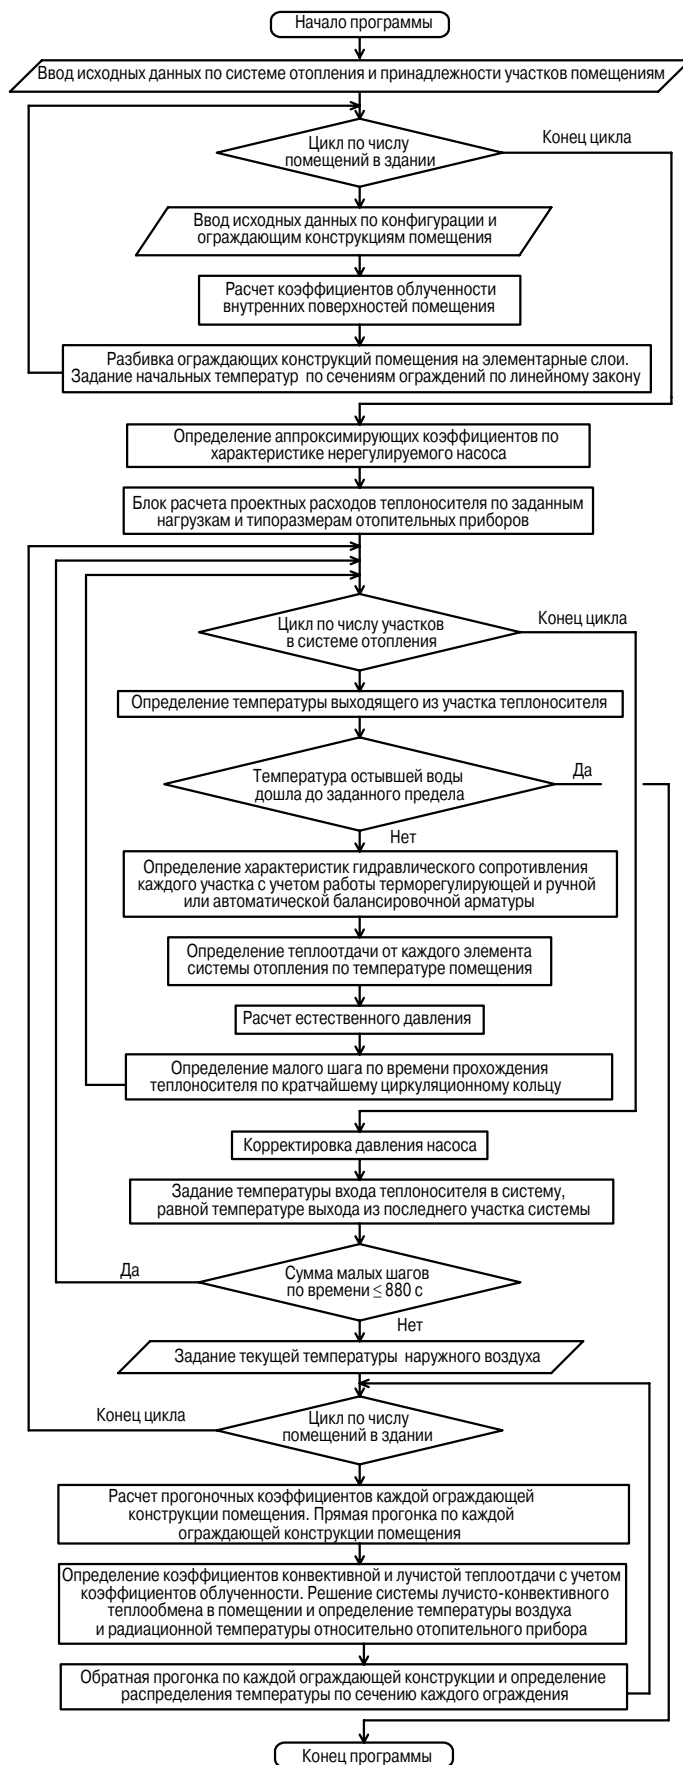 Начало программы
Ввод исходных данных по системе отопления и принадлежности участков помещениям
Цикл по числу
помещений в здании
Конец цикла
Ввод исходных данных по конфигурации и
ограждающим конструкциям помещения
Расчет коэффициентов облученности
внутренних поверхностей помещения
Разбивка ограждающих конструкций помещения на элементарные слои.
Задание начальных температур по сечениям ограждений по линейному закону
Определение аппроксимирующих коэффициентов по
характеристике нерегулируемого насоса
Блок расчета проектных расходов теплоносителя по заданным
нагрузкам и типоразмерам отопительных приборов
Цикл по числу участков
в системе отопления
Конец цикла
Определение температуры выходящего из участка теплоносителя
Температура остывшей воды
дошла до заданного предела
Да
Нет
Определение характеристик гидравлического сопротивления
каждого участка с учетом работы терморегулирующей и ручной
или автоматической балансировочной арматуры
Определение теплоотдачи от каждого элемента
системы отопления по температуре помещения
Расчет естественного давления
Определение малого шага по времени прохождения
теплоносителя по кратчайшему циркуляционному кольцу
Корректировка давления насоса
Задание температуры входа теплоносителя в систему,
равной температуре выхода из последнего участка системы
Да
Сумма малых шагов
по времени ≤ 880 с
Нет
Задание текущей температуры наружного воздуха
Конец цикла
Цикл по числу
помещений в здании
Расчет прогоночных коэффициентов каждой ограждающей
конструкции помещения. Прямая прогонка по каждой
ограждающей конструкции помещения
Определение коэффициентов конвективной и лучистой теплоотдачи с учетом
коэффициентов облученности. Решение системы лучисто-конвективного
теплообмена в помещении и определение температуры воздуха
и радиационной температуры относительно отопительного прибора
Обратная прогонка по каждой ограждающей конструкции и определение
распределения температуры по сечению каждого ограждения
Конец программы